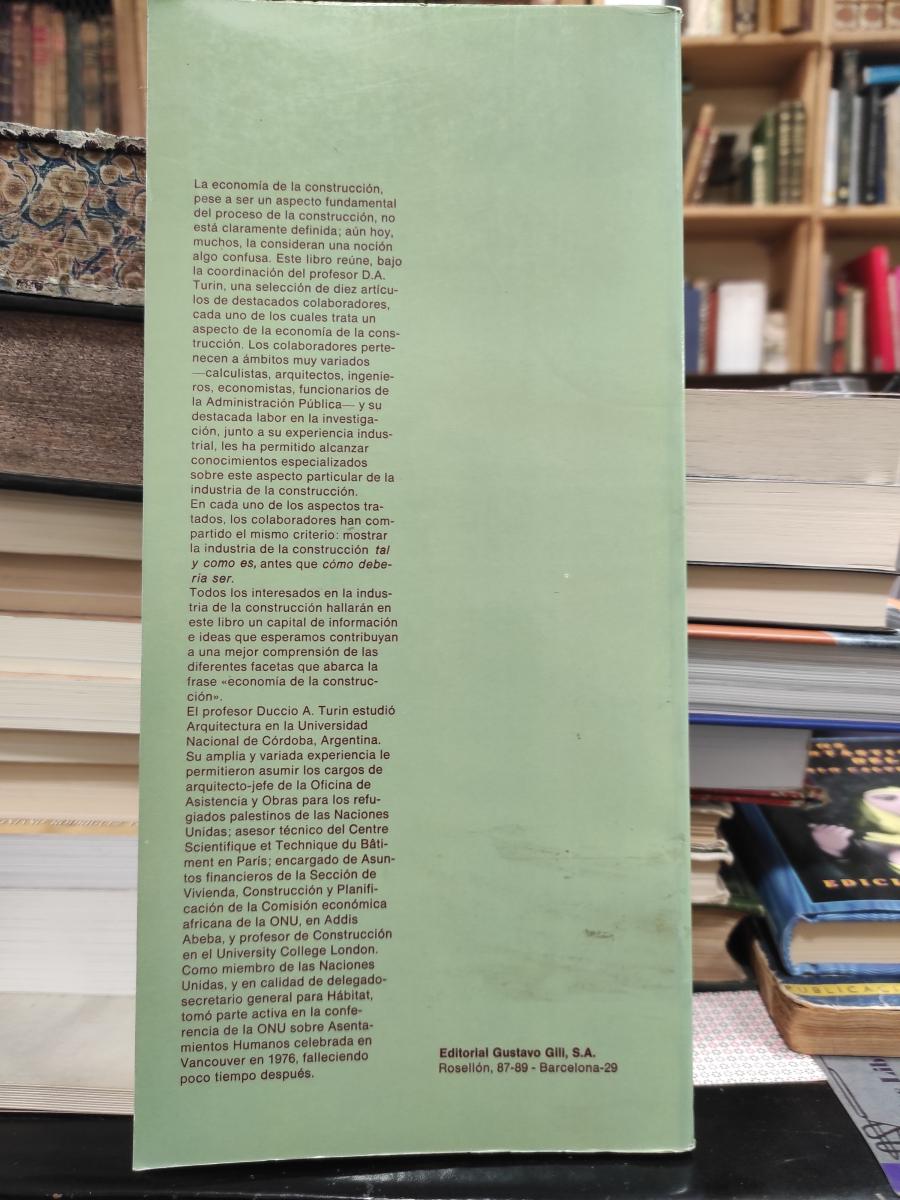 La economía de la construcción,
pese a ser un aspecto fundamental
del proceso de la construcción, no
está claramente definida; aún hoy,
muchos, la consideran una noción
algo confusa. Este libro reúne, bajo
la coordinación del profesor D.A.
Turin, una selección de diez artícu-
los de destacados colaboradores,
cada uno de los cuales trata un
aspecto de la economía de la cons-
trucción. Los colaboradores perte-
necen a ámbitos muy variados
—calculistas, arquitectos, ingenie-
ros, economistas, funcionarios de
la Administración Pública— y su
destacada labor en la investiga-
ción, junto a su experiencia indus-
trial, les ha permitido alcanzar
conocimientos especializados
sobre este aspecto particular de la
industria de la construcción.
En cada uno de los aspectos tra-
tados, los colaboradores han com-
partido el mismo criterio: mostrar
la industria de la construcción tal
y como es, antes que cómo debe-
ria ser.
Todos los interesados en la indus-
tria de la construcción hallarán en
este libro un capital de información
e ideas que esperamos contribuyan
a una mejor comprensión de las
diferentes facetas que abarca la
frase «economía de la construc-
ción».
El profesor Duccio A. Turin estudió
Arquitectura en la Universidad
Nacional de Córdoba, Argentina.
Su amplia y variada experiencia le
permitieron asumir los cargos de
arquitecto-jefe de la Oficina de
Asistencia y Obras para los refu-
giados palestinos de las Naciones
Unidas; asesor técnico del Centre
Scientifique et Technique du Bâti-
ment en París; encargado de Asun-
tos financieros de la Sección de
Vivienda, Construcción y Planifi-
cación de la Comisión económica
africana de la ONU, en Addis
Abeba, y profesor de Construcción
en el University College London.
Como miembro de las Naciones
Unidas, y en calidad de delegado-
secretario general para Hábitat,
tomó parte activa en la confe-
rencia de la ONU sobre Asenta-
mientos Humanos celebrada en
Vancouver en 1976, falleciendo
poco tiempo después.
Editorial Gustavo Gili, S.A.
Rosellón, 87-89 - Barcelona-29